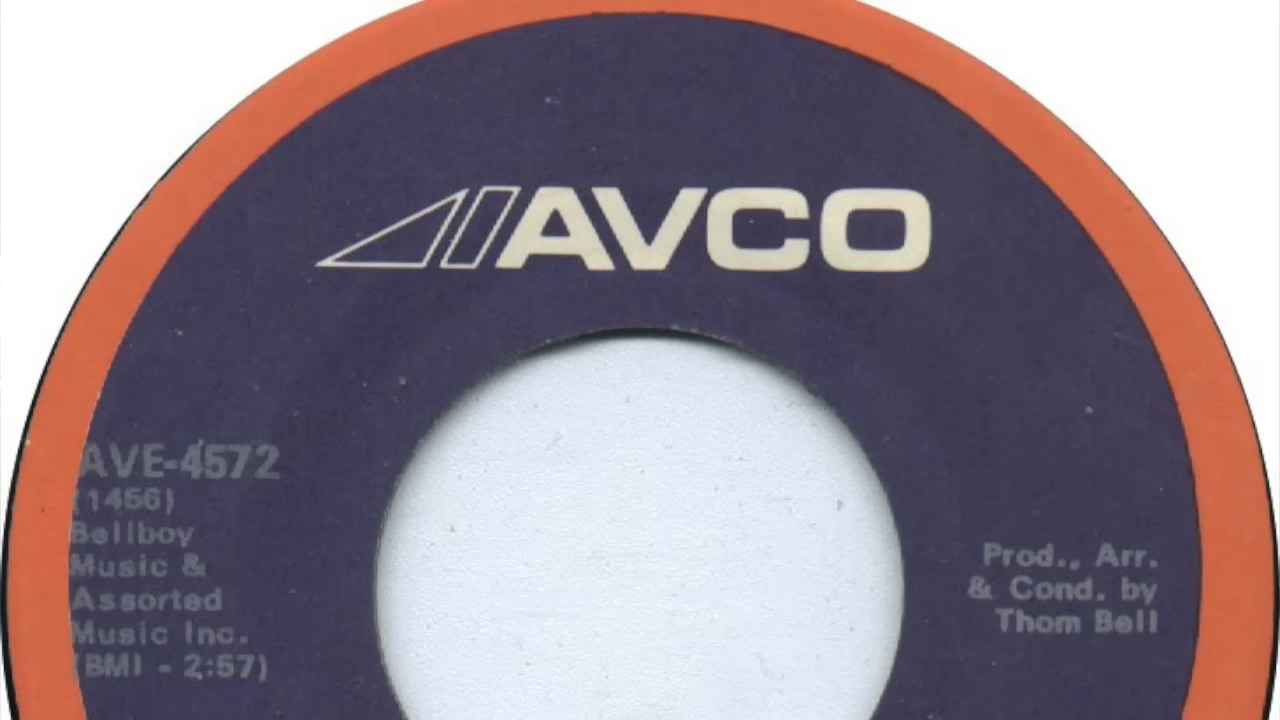 AVCO
AVE-4572
(1456)
Bellboy
Music &
Assorted
Music Inc.
(BMI - 2:57)
Prod., Arr.
& Cond. by
Thom Bell